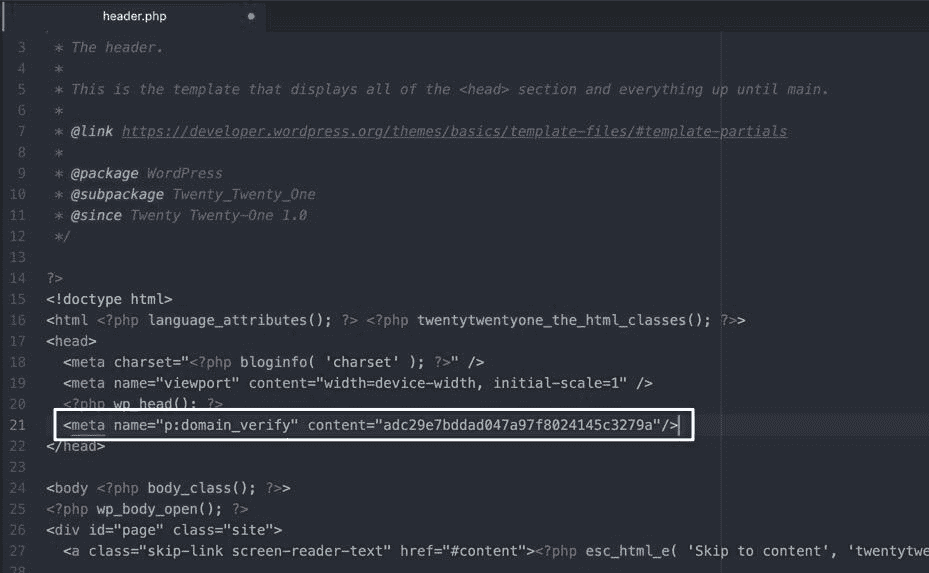 header.php
3 * The header.
4 *
5 * This is the template that displays all of the <head> section and everything up until main.
6 *
7 * @link https://developer.wordpress.org/themes/basics/template-files/#template-partials
8 *
9 * @package WordPress
10 * @subpackage Twenty_Twenty_One
11 * @since Twenty Twenty-One 1.0
12 */
13
14 ?>
15 <!doctype html>
16 <html <?php language_attributes(); ?> <?php twentytwentyone_the_html_classes(); ?>>
17 <head>
18 <meta charset="<?php bloginfo( 'charset' ); ?>" />
19 <meta name="viewport" content="width=device-width, initial-scale=1" />
20 <?php wp_head(); ?>
21 <meta name="p:domain_verify" content="adc29e7bddad047a97f8024145c3279a"/>
22 </head>
23
24 <body <?php body_class(); ?>>
25 <?php wp_body_open(); ?>
26 <div id="page" class="site">
27 <a class="skip-link screen-reader-text" href="#content"><?php esc_html_e( 'Skip to content', 'twentytwe
28